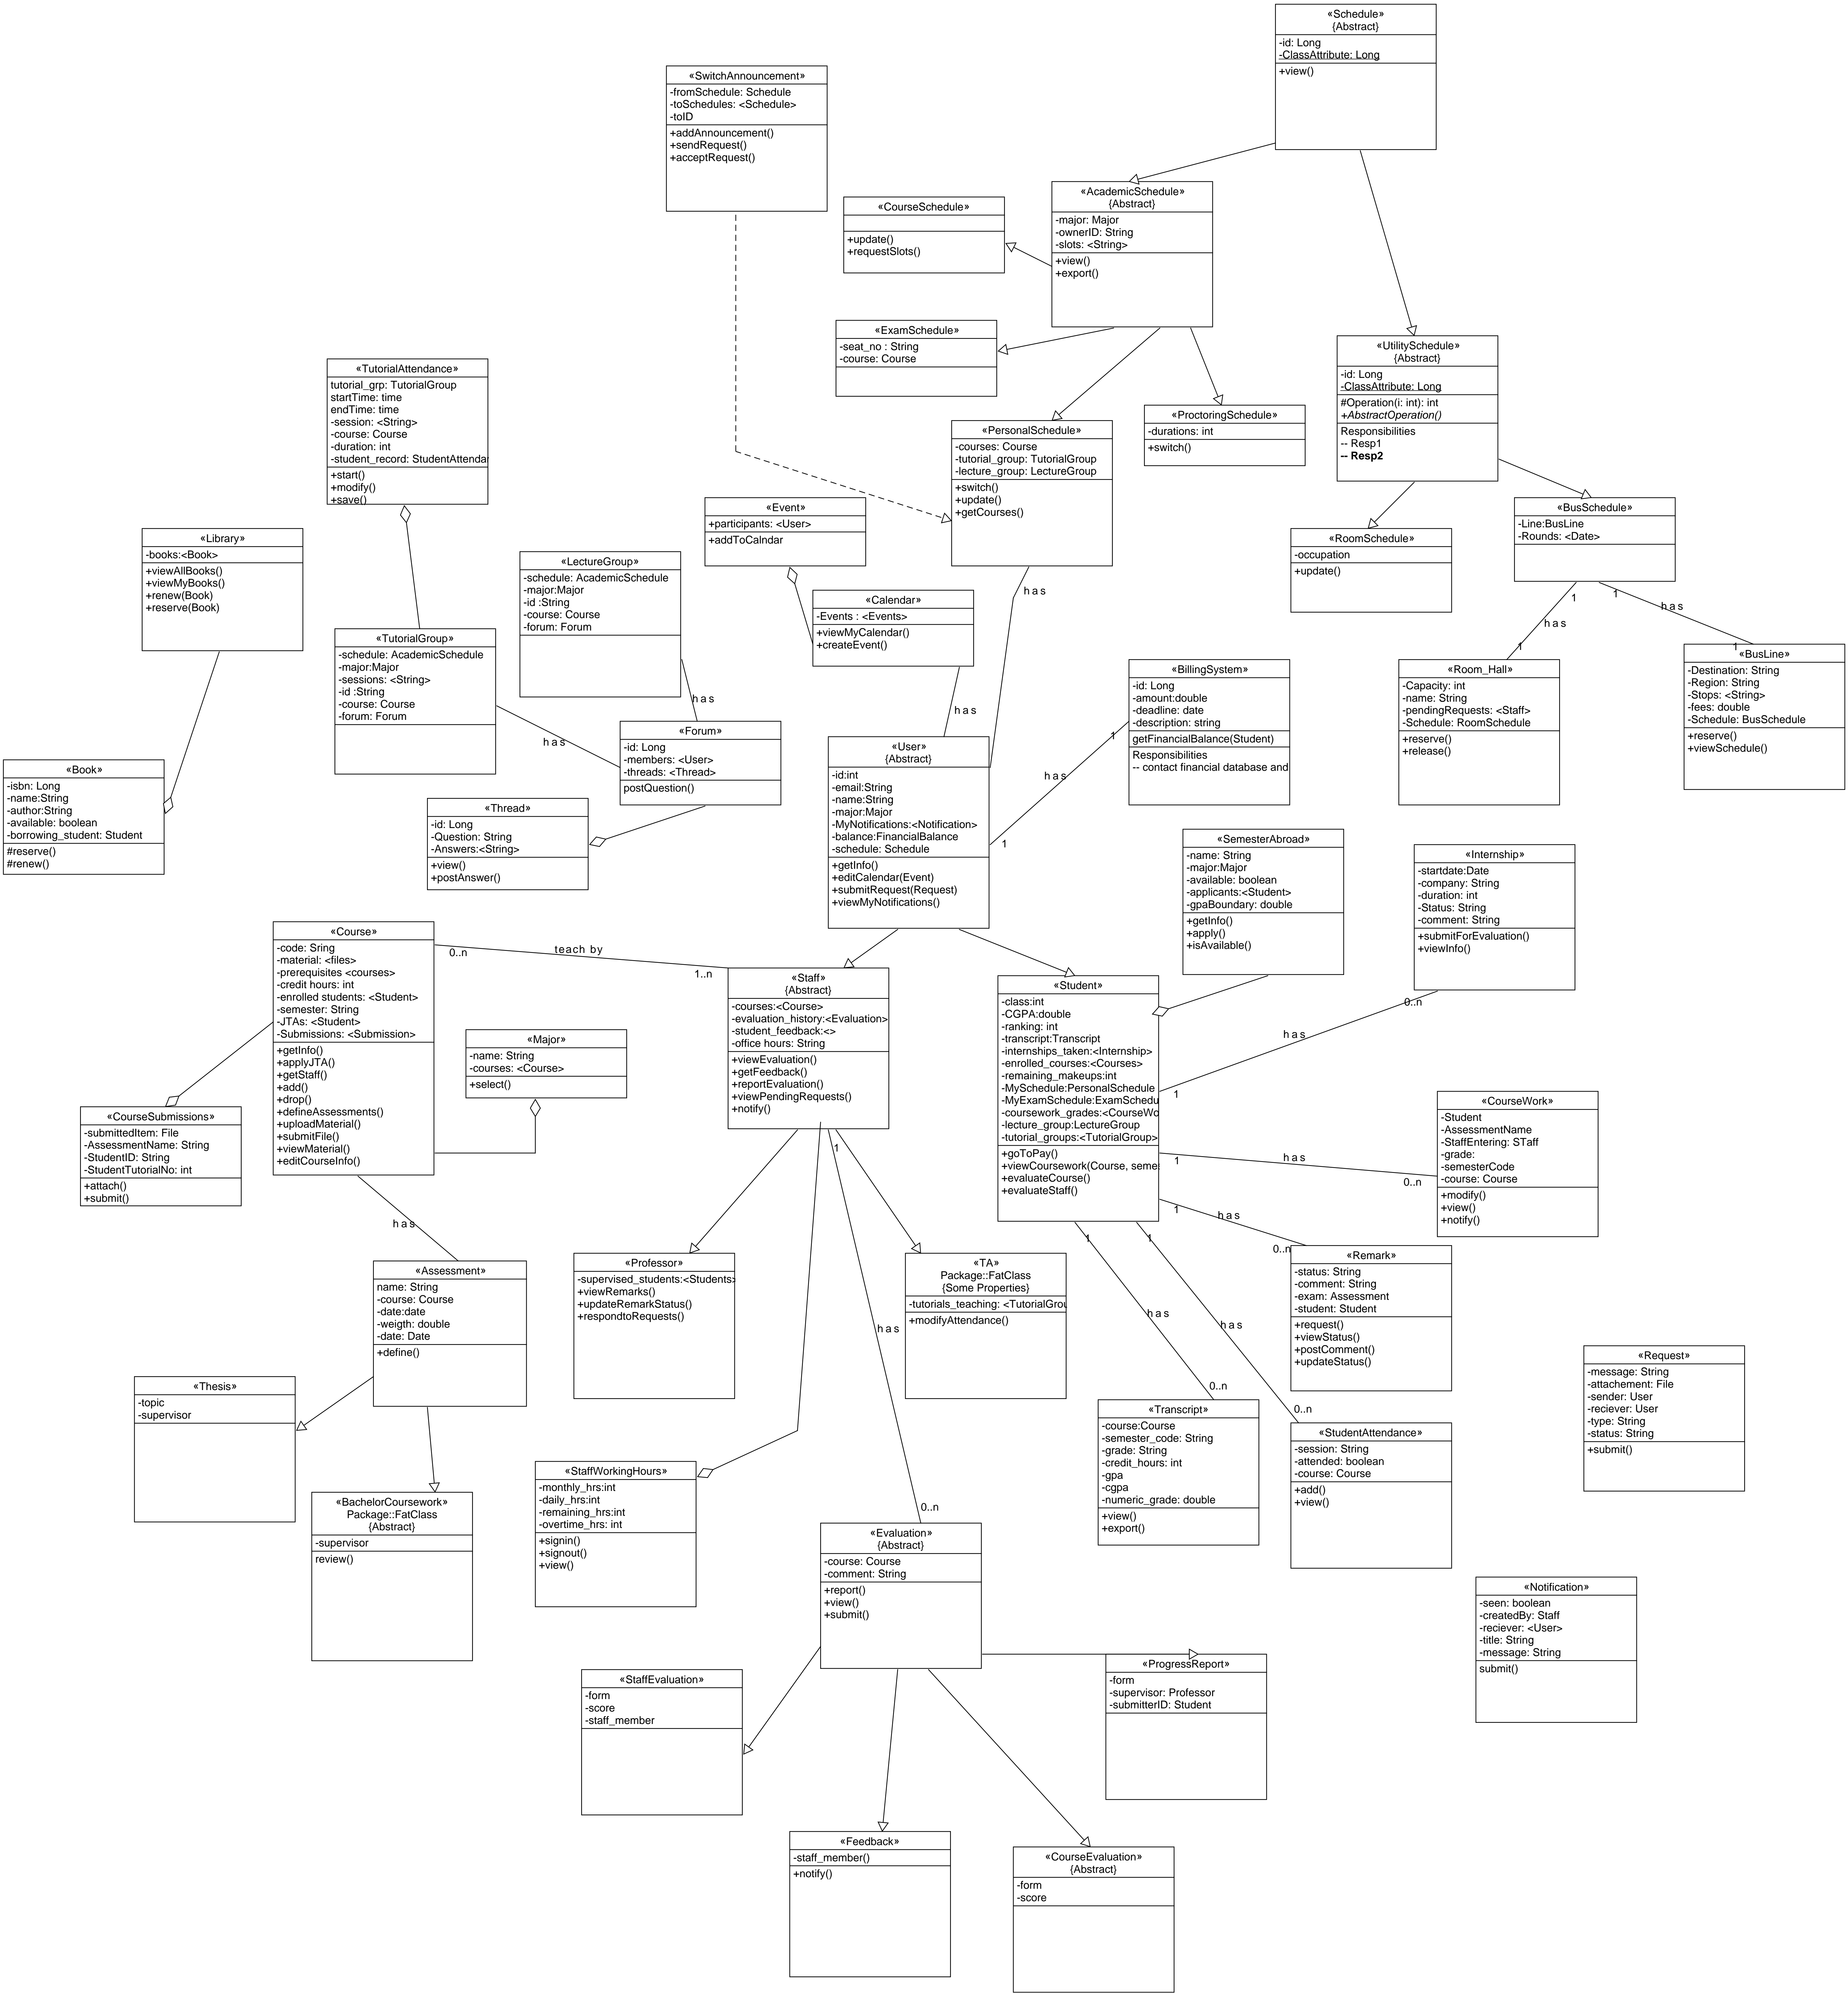 «Schedule»
{Abstract}
-id: Long
-ClassAttribute: Long
+view()
«SwitchAnnouncement»
-fromSchedule: Schedule
-toSchedules: <Schedule>
-toID
+addAnnouncement()
+sendRequest()
+acceptRequest()
«AcademicSchedule»
{Abstract}
-major: Major
-ownerID: String
-slots: <String>
+view()
+export()
«CourseSchedule»
+update()
+requestSlots()
«ExamSchedule»
-seat_no : String
-course: Course
«UtilitySchedule»
{Abstract}
-id: Long
-ClassAttribute: Long
#Operation(i: int): int
+AbstractOperation()
Responsibilities
-- Resp1
-- Resp2
«TutorialAttendance»
tutorial_grp: TutorialGroup
startTime: time
endTime: time
-session: <String>
-course: Course
-duration: int
-student_record: StudentAttendar
+start()
+modify()
+save()
«ProctoringSchedule»
-durations: int
+switch()
«PersonalSchedule»
-courses: Course
-tutorial_group: TutorialGroup
-lecture_group: LectureGroup
+switch()
+update()
+getCourses()
«Event»
+participants: <User>
+addToCalndar
«BusSchedule»
-Line:BusLine
-Rounds: <Date>
«RoomSchedule»
-occupation
+update()
«Library»
-books:<Book>
+viewAllBooks()
+viewMyBooks()
+renew(Book)
+reserve(Book)
«LectureGroup»
-schedule: AcademicSchedule
-major:Major
-id :String
-course: Course
-forum: Forum
«Calendar»
-Events : <Events>
+viewMyCalendar()
+createEvent()
has
1
1
has
has
1
1
«TutorialGroup»
-schedule: AcademicSchedule
-major:Major
-sessions: <String>
-id :String
-course: Course
-forum: Forum
«BusLine»
-Destination: String
-Region: String
-Stops: <String>
-fees: double
-Schedule: BusSchedule
+reserve()
+viewSchedule()
«Room_Hall»
-Capacity: int
-name: String
-pendingRequests: <Staff>
-Schedule: RoomSchedule
+reserve()
+release()
«BillingSystem»
-id: Long
-amount:double
-deadline: date
-description: string
getFinancialBalance(Student)
Responsibilities
-- contact financial database and
has
has
has
1
has
1
«Forum»
-id: Long
-members: <User>
-threads: <Thread>
postQuestion()
«User»
{Abstract}
-id:int
-email:String
-name:String
-major:Major
-MyNotifications:<Notification>
-balance:FinancialBalance
-schedule: Schedule
+getInfo()
+editCalendar(Event)
+submitRequest(Request)
+viewMyNotifications()
«Book»
-isbn: Long
-name:String
-author:String
-available: boolean
-borrowing_student: Student
#reserve()
#renew()
«Thread»
-id: Long
-Question: String
-Answers:<String>
+view()
+postAnswer()
«SemesterAbroad»
-name: String
-major:Major
-available: boolean
-applicants:<Student>
-gpaBoundary: double
+getInfo()
+apply()
+isAvailable()
«Internship»
-startdate:Date
-company: String
-duration: int
-Status: String
-comment: String
+submitForEvaluation()
+viewInfo()
«Course»
-code: Sring
-material: <files>
-prerequisites <courses>
-credit hours: int
-enrolled students: <Student>
-semester: String
-JTAs: <Student>
-Submissions: <Submission>
+getInfo()
+applyJTA()
+getStaff()
+add()
+drop()
+defineAssessments()
+uploadMaterial()
+submitFile()
+viewMaterial()
+editCourseInfo()
0..n
teach by
1..n
«Staff»
{Abstract}
-courses:<Course>
-evaluation_history:<Evaluation>
-student_feedback:<>
-office hours: String
+viewEvaluation()
+getFeedback()
+reportEvaluation()
+viewPendingRequests()
+notify()
«Student»
-class:int
-CGPA:double
-ranking: int
-transcript:Transcript
-internships_taken:<Internship>
-enrolled_courses:<Courses>
-remaining_makeups:int
-MySchedule:PersonalSchedule
-MyExamSchedule:ExamSchedu
-coursework_grades:<CourseWo
-lecture_group:LectureGroup
-tutorial_groups:<TutorialGroup>
+goToPay()
+viewCoursework(Course, seme
+evaluateCourse()
+evaluateStaff()
0..n
has
1
«Major»
-name: String
-courses: <Course>
+select()
«CourseSubmissions»
-submittedItem: File
-AssessmentName: String
-StudentID: String
-StudentTutorialNo: int
+attach()
+submit()
«CourseWork»
-Student
-AssessmentName
-StaffEntering: STaff
-grade:
-semesterCode
-course: Course
+modify()
+view()
+notify()
1
has
0..n
1
has
0..n
1
1
1
has
«Remark»
-status: String
-comment: String
-exam: Assessment
-student: Student
+request()
+viewStatus()
+postComment()
+updateStatus()
«Assessment»
name: String
-course: Course
-date:date
-weigth: double
-date: Date
+define()
«Professor»
-supervised_students:<Students>
+viewRemarks()
+updateRemarkStatus()
+respondtoRequests()
«TA»
Package::FatClass
{Some Properties}
-tutorials_teaching: <TutorialGrou
+modifyAttendance()
has
has
has
0..n
0..n
«Request»
-message: String
-attachement: File
-sender: User
-reciever: User
-type: String
-status: String
+submit()
«Thesis»
-topic
-supervisor
«Transcript»
-course:Course
-semester_code: String
-grade: String
-credit_hours: int
-gpa
-cgpa
-numeric_grade: double
+view()
+export()
«StudentAttendance»
-session: String
-attended: boolean
-course: Course
+add()
+view()
«StaffWorkingHours»
-monthly_hrs:int
-daily_hrs:int
-remaining_hrs:int
-overtime_hrs: int
+signin()
+signout()
+view()
«BachelorCoursework»
Package::FatClass
{Abstract}
-supervisor
review()
0..n
«Evaluation»
{Abstract}
-course: Course
-comment: String
+report()
+view()
+submit()
«Notification»
-seen: boolean
-createdBy: Staff
-reciever: <User>
-title: String
-message: String
submit()
«StaffEvaluation»
-form
-score
-staff_member
«ProgressReport»
-form
-supervisor: Professor
-submitterID: Student
«Feedback»
-staff_member()
+notify()
«CourseEvaluation»
{Abstract}
-form
-score